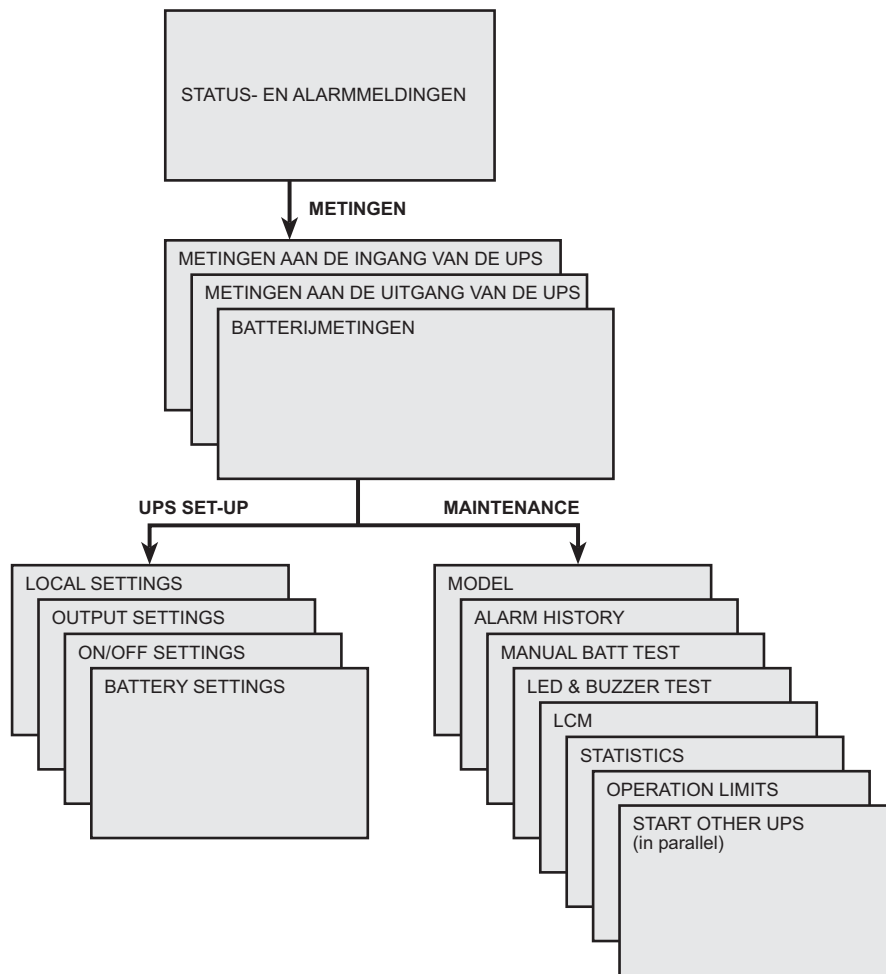 STATUS- EN ALARMMELDINGEN
METINGEN
METINGEN AAN DE INGANG VAN DE UPS
METINGEN AAN DE UITGANG VAN DE UPS
BATTERIJMETINGEN
UPS SET-UP
MAINTENANCE
LOCAL SETTINGS
OUTPUT SETTINGS
ON/OFF SETTINGS
BATTERY SETTINGS
MODEL
ALARM HISTORY
MANUAL BATT TEST
LED & BUZZER TEST
LCM
STATISTICS
OPERATION LIMITS
START OTHER UPS
(in parallel)